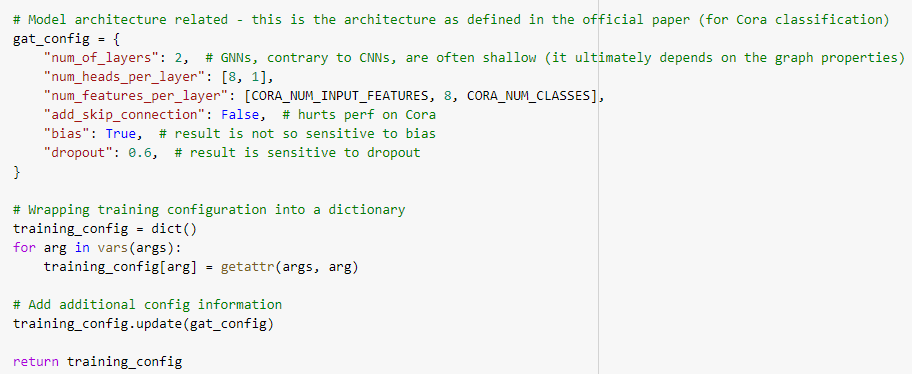 # Model architecture related - this is the architecture as defined in the official paper (for Cora classification)
gat_config = {
    "num_of_layers": 2,  # GNNs, contrary to CNNs, are often shallow (it ultimately depends on the graph properties)
    "num_heads_per_layer": [8, 1],
    "num_features_per_layer": [CORA_NUM_INPUT_FEATURES, 8, CORA_NUM_CLASSES],
    "add_skip_connection": False,  # hurts perf on Cora
    "bias": True,  # result is not so sensitive to bias
    "dropout": 0.6,  # result is sensitive to dropout
}

# Wrapping training configuration into a dictionary
training_config = dict()
for arg in vars(args):
    training_config[arg] = getattr(args, arg)

# Add additional config information
training_config.update(gat_config)

return training_config